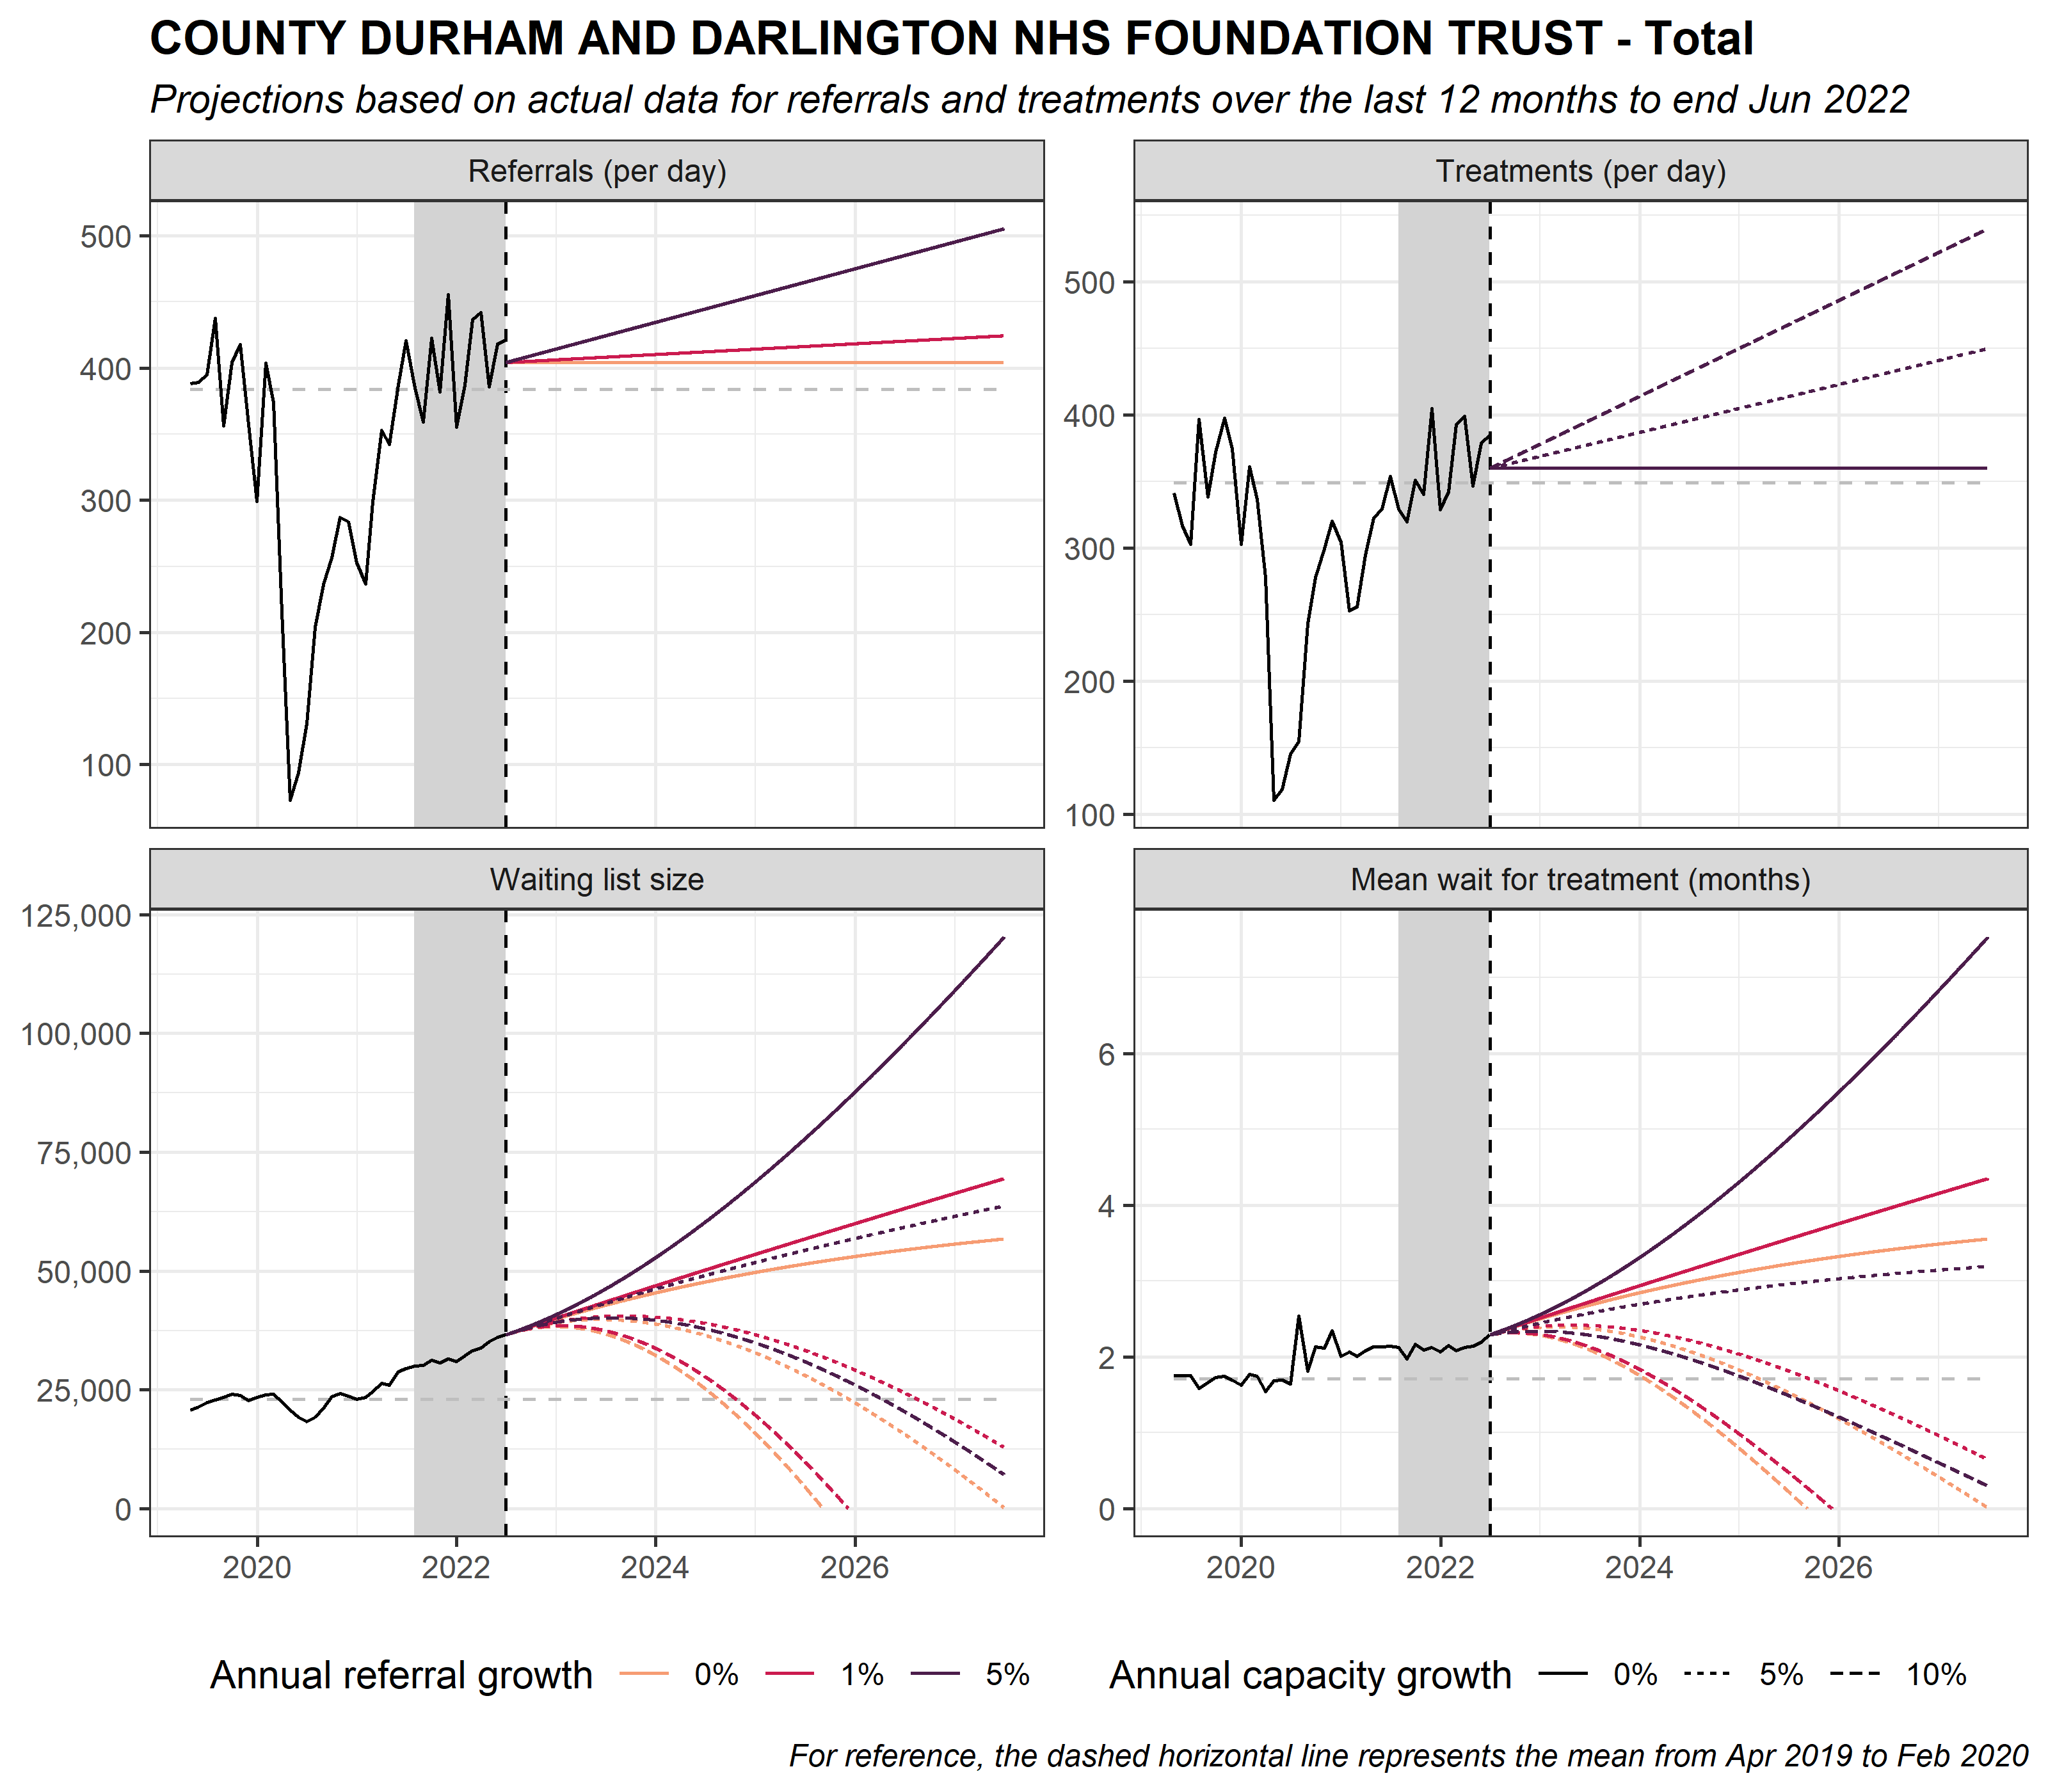 COUNTY DURHAM AND DARLINGTON NHS FOUNDATION TRUST - Total
Projections based on actual data for referrals and treatments over the last 12 months to end Jun 2022
Referrals (per day)
500
400
300
200
100
Treatments (per day)
500
400
300
200
100
Waiting list size
125,000
100,000
75,000
50,000
25,000
0
2020 2022 2024 2026
Mean wait for treatment (months)
6
4
2
0
2020 2022 2024 2026
Annual referral growth 0% 1% 5%
Annual capacity growth 0% 5% 10%
For reference, the dashed horizontal line represents the mean from Apr 2019 to Feb 2020